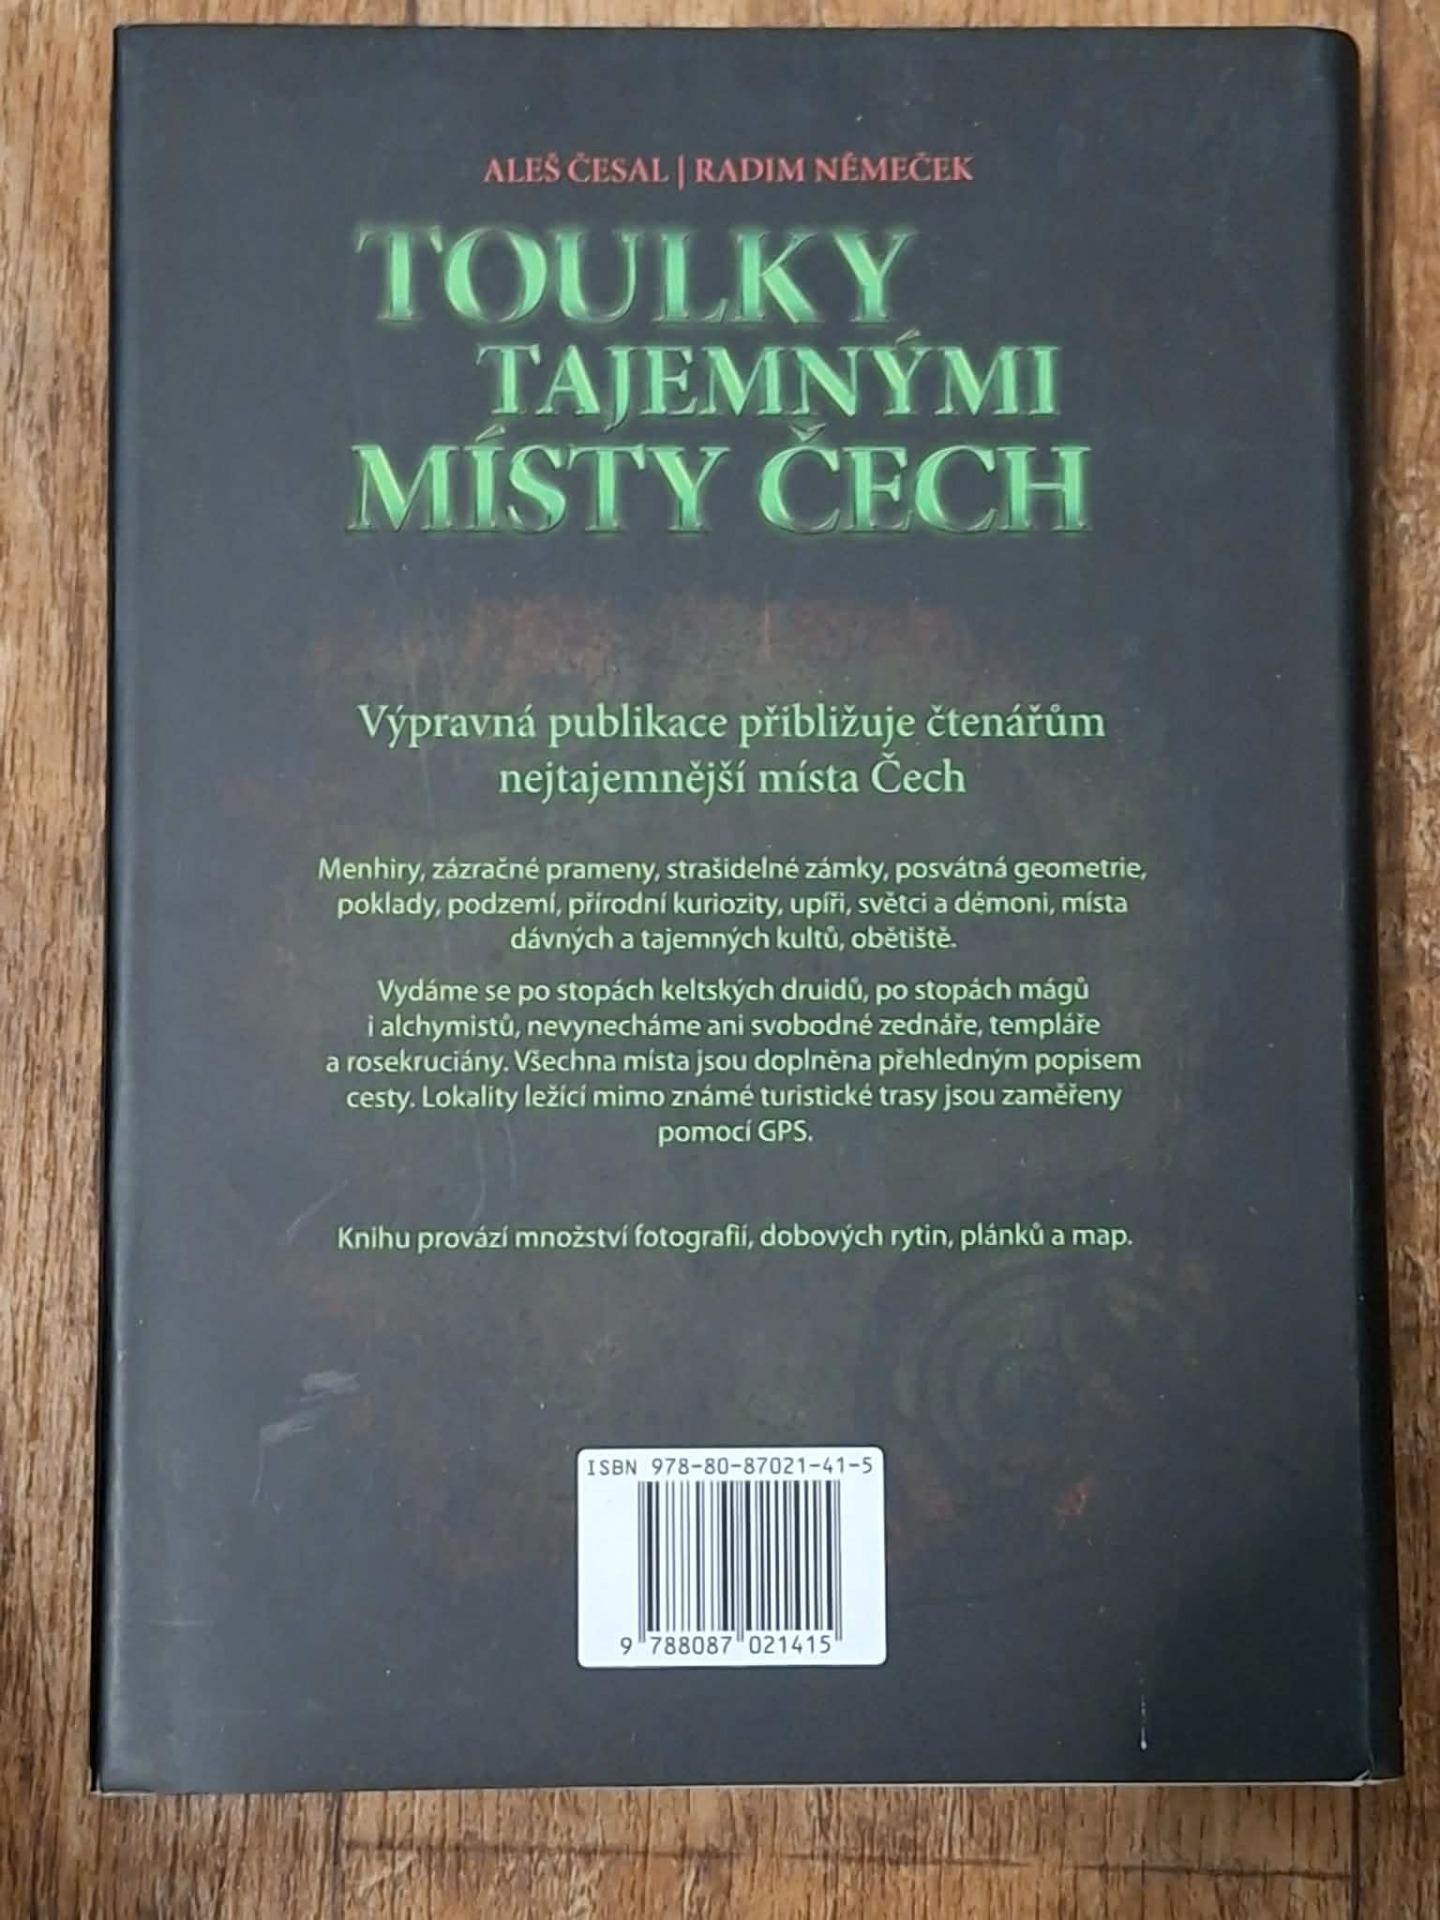 ALEŠ ČESAL | RADIM NĚMEČEK
TOULKY
TAJEMNÝMI
MÍSTY ČECH
Výpravná publikace přibližuje čtenářům
nejtajemnější místa Čech
Menhiry, zázračné prameny, strašidelné zámky, posvátná geometrie,
poklady, podzemí, přírodní kuriozity, upíři, světci a démoni, místa
dávných a tajemných kultů, obětiště.
Vydáme se po stopách keltských druidů, po stopách mágů
i alchymistů, nevynecháme ani svobodné zednáře, templáře
a rosekruciány. Všechna místa jsou doplněna přehledným popisem
cesty. Lokality ležící mimo známé turistické trasy jsou zaměřeny
pomocí GPS.
Knihu provází množství fotografií, dobových rytin, plánků a map.
ISBN 978-80-87021-41-5
9 788087 021415